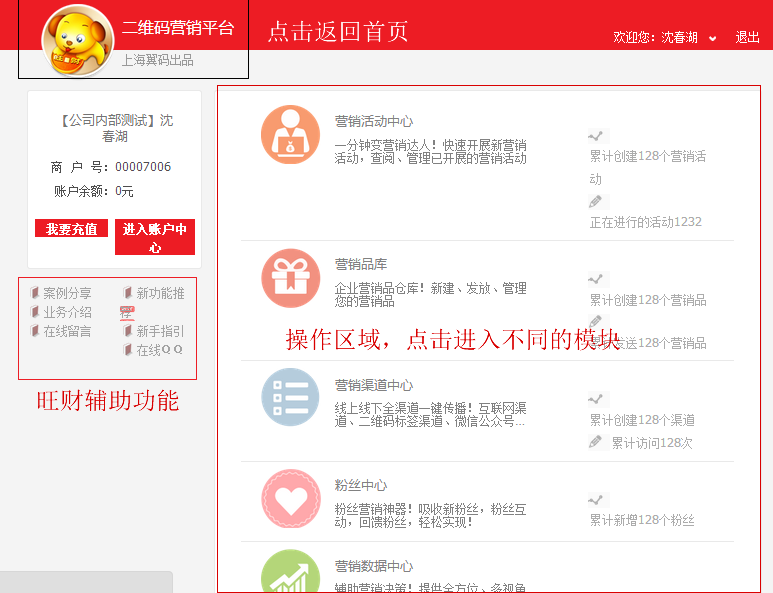 二维码营销平台
上海翼码出品
点击返回首页
欢迎您：沈春湖
退出
【公司内部测试】沈
春湖
商 户 号：00007006
账户余额：0元
我要充值
进入账户中
心
案例分享
新功能推
荐
业务介绍
在线留言
新手指引
在线QQ
旺财辅助功能
营销活动中心
一分钟变营销达人！快速开展新营销
活动，查阅、管理已开展的营销活动
累计创建128个营销活
动
正在进行的活动1232
营销品库
企业营销品仓库！新建、发放、管理
您的营销品
累计创建128个营销品
操作区域，点击进入不同的模块
发送128个营销品
营销渠道中心
线上线下全渠道一键传播！互联网渠
道、二维码标签渠道、微信公众号...
累计创建128个渠道
累计访问128次
粉丝中心
粉丝营销神器！吸收新粉丝，粉丝互
动，回馈粉丝，轻松实现！
累计新增128个粉丝
营销数据中心
辅助营销决策！提供全方位、多视角